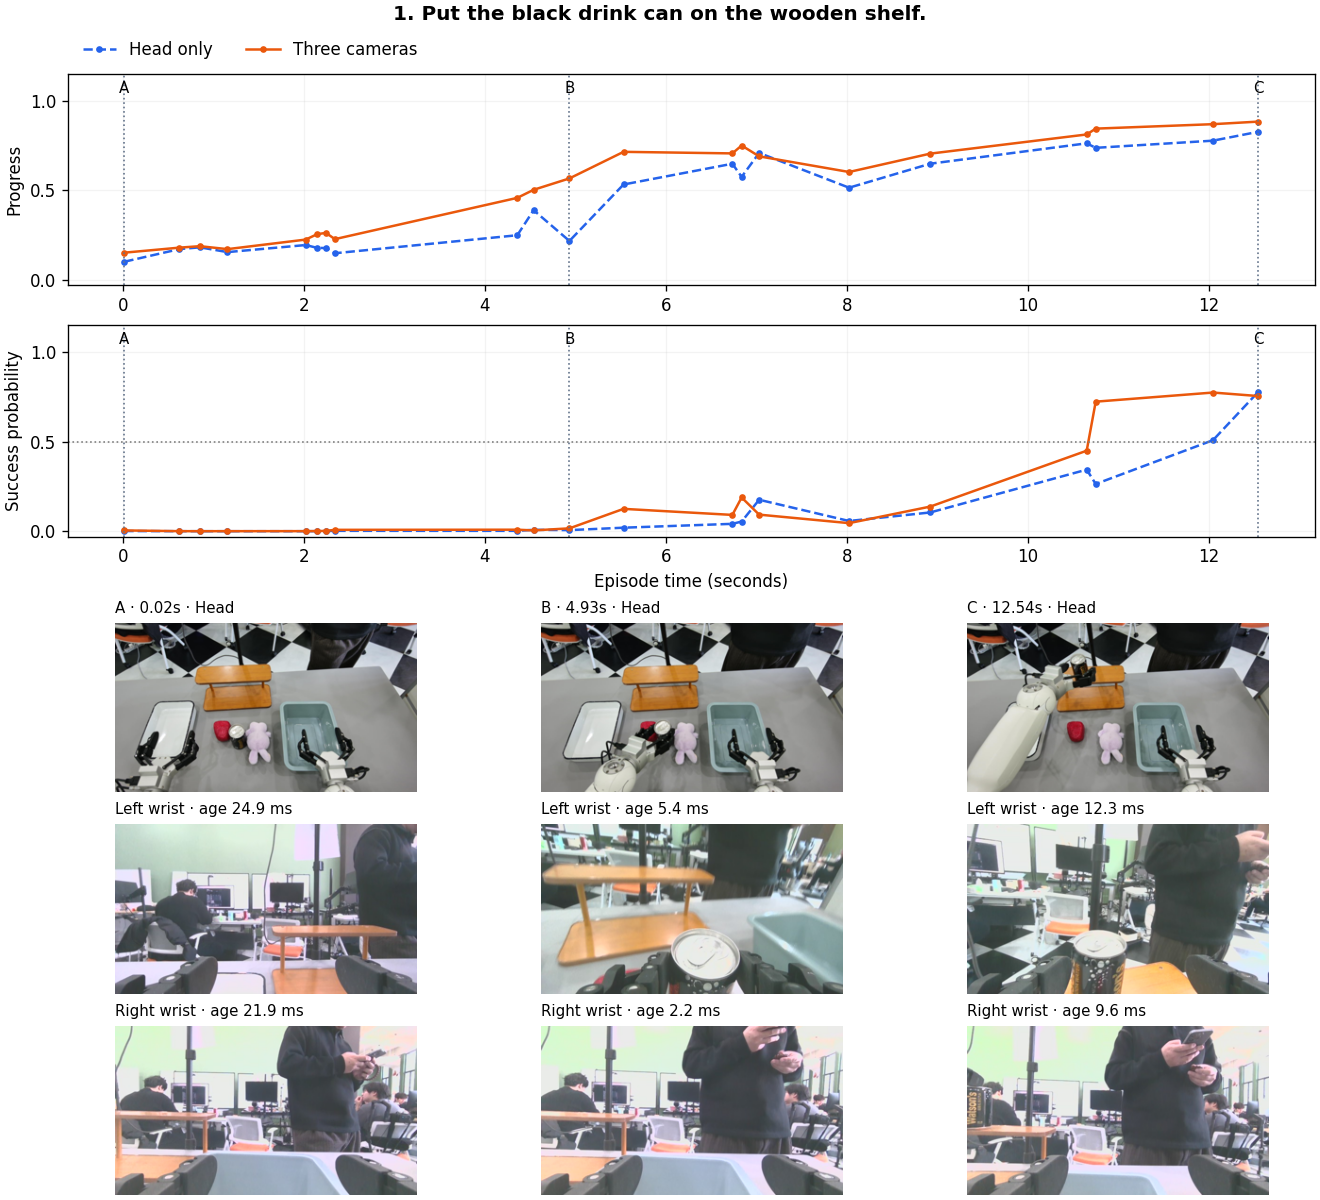 1. Put the black drink can on the wooden shelf.
Head only
Three cameras
A
B
C
1.0
0.5
0.0
Progress
0
2
4
6
8
10
12
A
B
C
1.0
0.5
0.0
Success probability
0
2
4
6
8
10
12
Episode time (seconds)
A · 0.02s · Head
B · 4.93s · Head
C · 12.54s · Head
Left wrist · age 24.9 ms
Left wrist · age 5.4 ms
Left wrist · age 12.3 ms
Right wrist · age 21.9 ms
Right wrist · age 2.2 ms
Right wrist · age 9.6 ms
Watson's